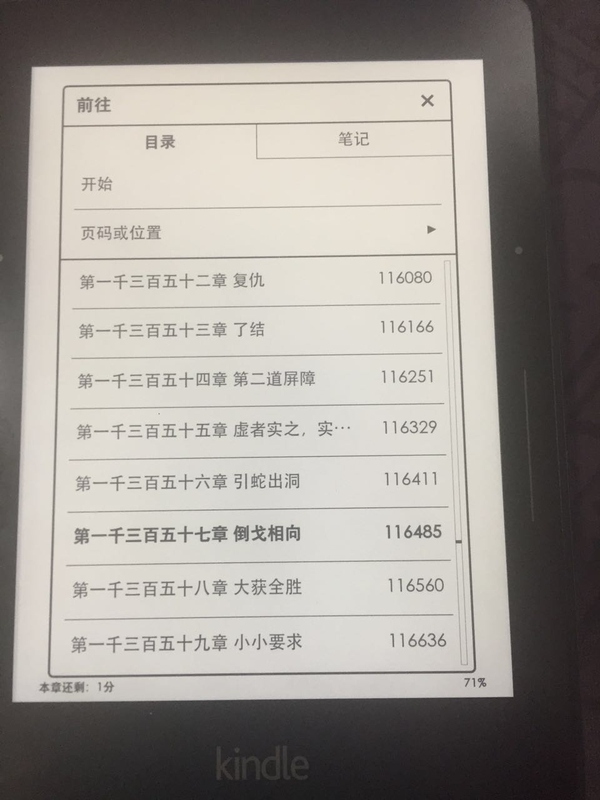 前往 ×
目录 笔记
开始
页码或位置 ▶
第一千三百五十二章 复仇 116080
第一千三百五十三章 了结 116166
第一千三百五十四章 第二道屏障 116251
第一千三百五十五章 虚者实之，实… 116329
第一千三百五十六章 引蛇出洞 116411
第一千三百五十七章 倒戈相向 116485
第一千三百五十八章 大获全胜 116560
第一千三百五十九章 小小要求 116636
本章还剩：1分 71%
kindle